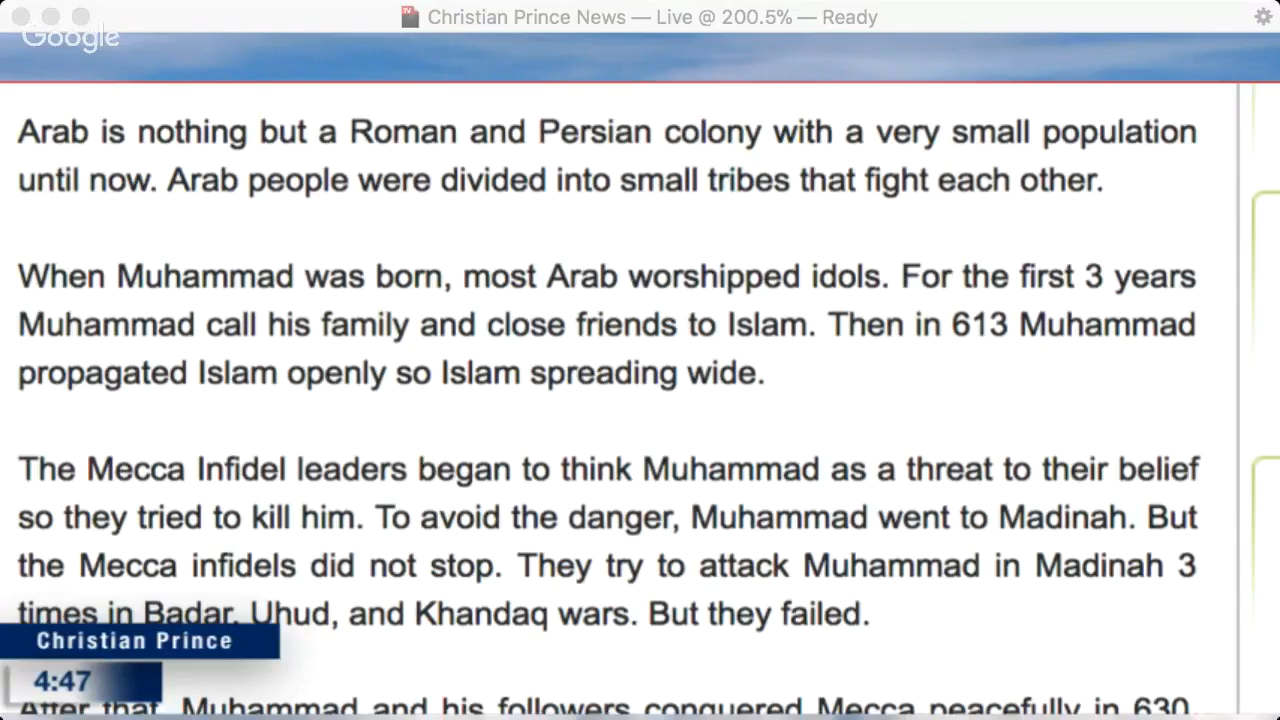 Christian Prince News — Live @ 200.5% — Ready
Google
Arab is nothing but a Roman and Persian colony with a very small population
until now. Arab people were divided into small tribes that fight each other.
When Muhammad was born, most Arab worshipped idols. For the first 3 years
Muhammad call his family and close friends to Islam. Then in 613 Muhammad
propagated Islam openly so Islam spreading wide.
The Mecca Infidel leaders began to think Muhammad as a threat to their belief
so they tried to kill him. To avoid the danger, Muhammad went to Madinah. But
the Mecca infidels did not stop. They try to attack Muhammad in Madinah 3
times in Badar, Uhud, and Khandaq wars. But they failed.
Christian Prince
4:47
After that, Muhammad and his followers conquered Mecca peacefully in 630.